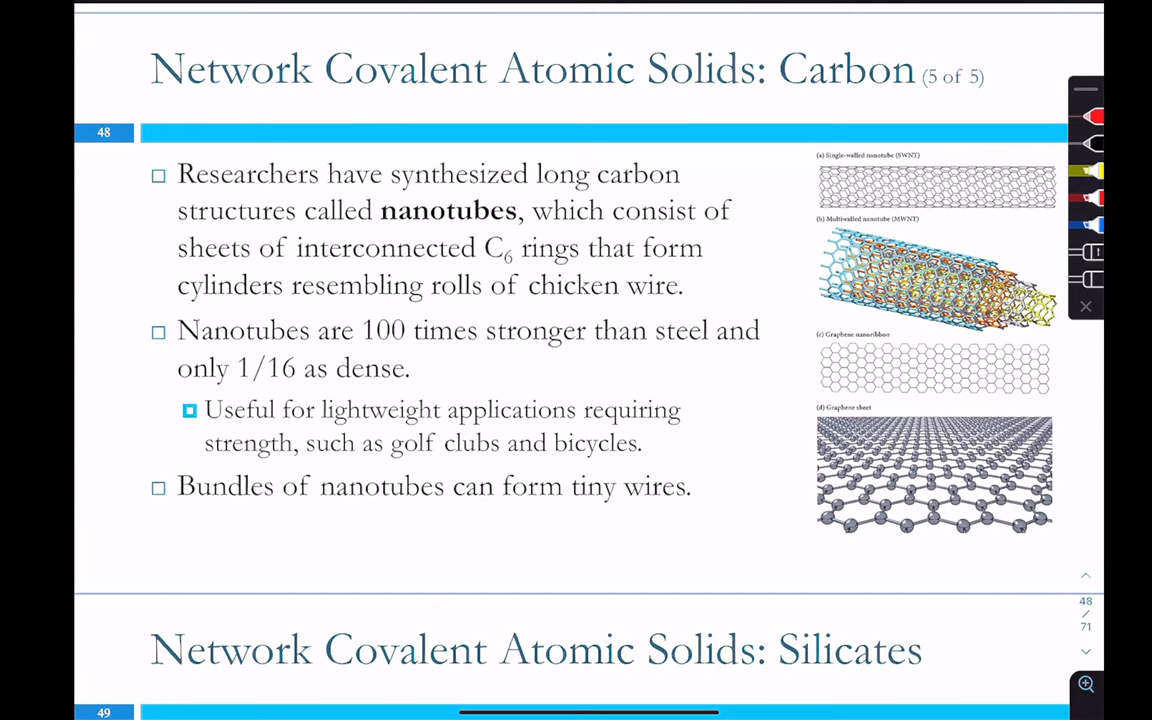 Network Covalent Atomic Solids: Carbon (5 of 5)
48
□ Researchers have synthesized long carbon
structures called nanotubes, which consist of
sheets of interconnected C₆ rings that form
cylinders resembling rolls of chicken wire.
□ Nanotubes are 100 times stronger than steel and
only 1/16 as dense.
□ Useful for lightweight applications requiring
strength, such as golf clubs and bicycles.
□ Bundles of nanotubes can form tiny wires.
(a) Single-walled nanotube (SWNT)
(b) Multiwalled nanotube (MWNT)
(c) Graphene nanoribbon
(d) Graphene sheet
48
/
71
Network Covalent Atomic Solids: Silicates
49